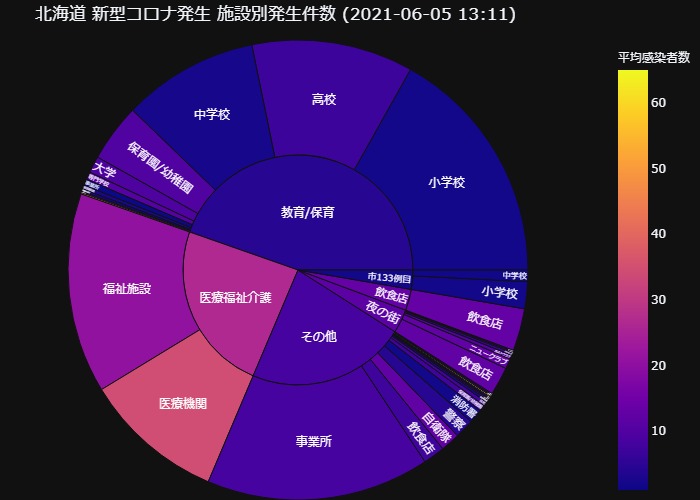 北海道 新型コロナ発生 施設別発生件数 (2021-06-05 13:11)
平均感染者数
60
50
40
30
20
10
高校
中学校
小学校
保育園/幼稚園
大学
専門学校
教育/保育
福祉施設
医療福祉介護
医療機関
その他
事業所
市133例目
中学校
小学校
飲食店
飲食店
夜の街
ニュークラブ
飲食店
消防署
警察
自衛隊
飲食店